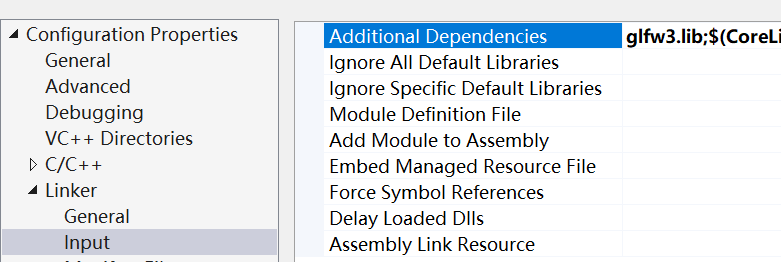 Configuration Properties
General
Advanced
Debugging
VC++ Directories
C/C++
Linker
General
Input
Additional Dependencies
glfw3.lib;$(CoreLi
Ignore All Default Libraries
Ignore Specific Default Libraries
Module Definition File
Add Module to Assembly
Embed Managed Resource File
Force Symbol References
Delay Loaded Dlls
Assembly Link Resource